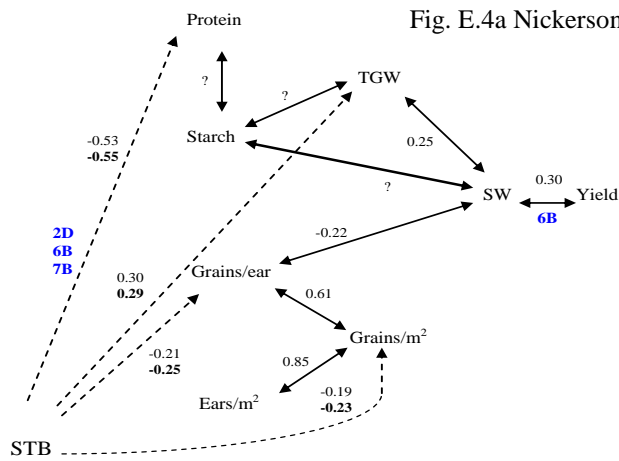 Protein
Fig. E.4a Nickerson
?
TGW
?
Starch
-0.53
-0.55
0.25
?
SW
0.30
Yield
6B
-0.22
2D
6B
7B
Grains/ear
0.30
0.29
0.61
Grains/m²
-0.21
-0.25
0.85
Ears/m²
-0.19
-0.23
STB